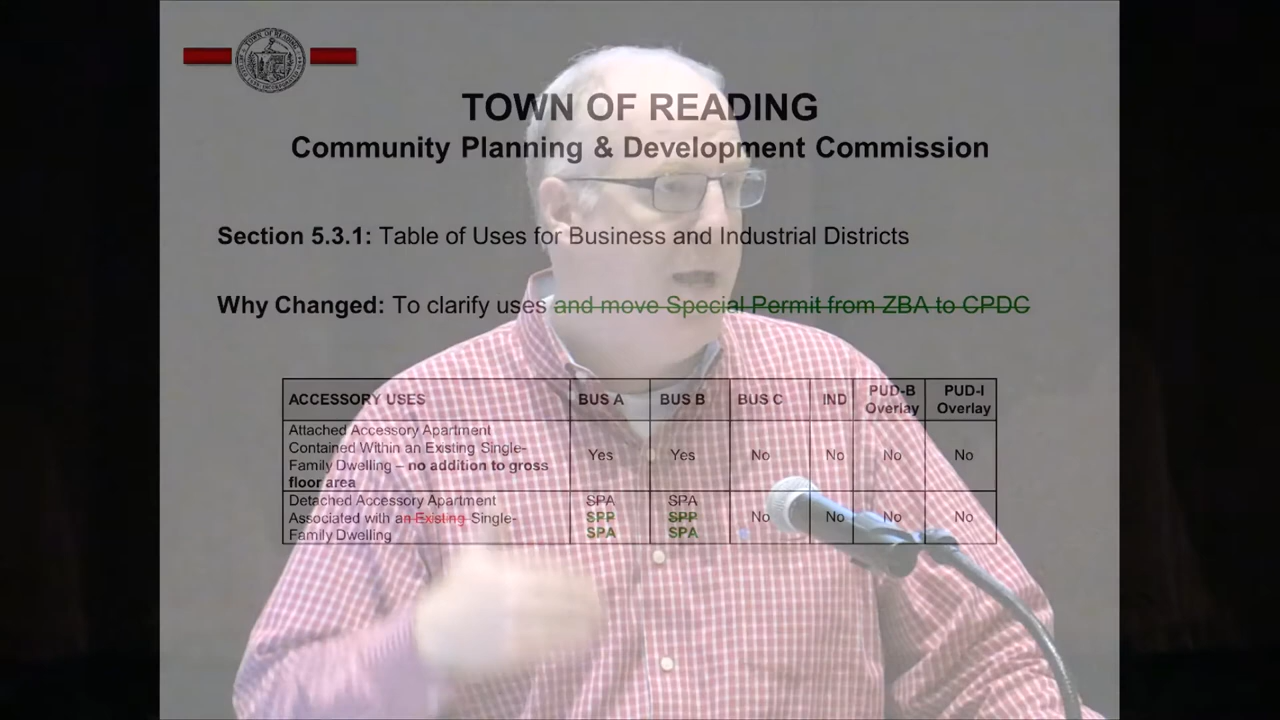 TOWN OF READING
Community Planning & Development Commission
Section 5.3.1: Table of Uses for Business and Industrial Districts
Why Changed: To clarify uses and move Special Permit from ZBA to CPDC
ACCESSORY USES BUS A BUS B BUS C IND PUD-B Overlay PUD-I Overlay
Attached Accessory Apartment
Contained Within an Existing Single-
Family Dwelling – no addition to gross
floor area
Yes Yes No No No No
Detached Accessory Apartment SPA SPA
Associated with an Existing Single- SPP SPP No No No No
Family Dwelling SPA SPA